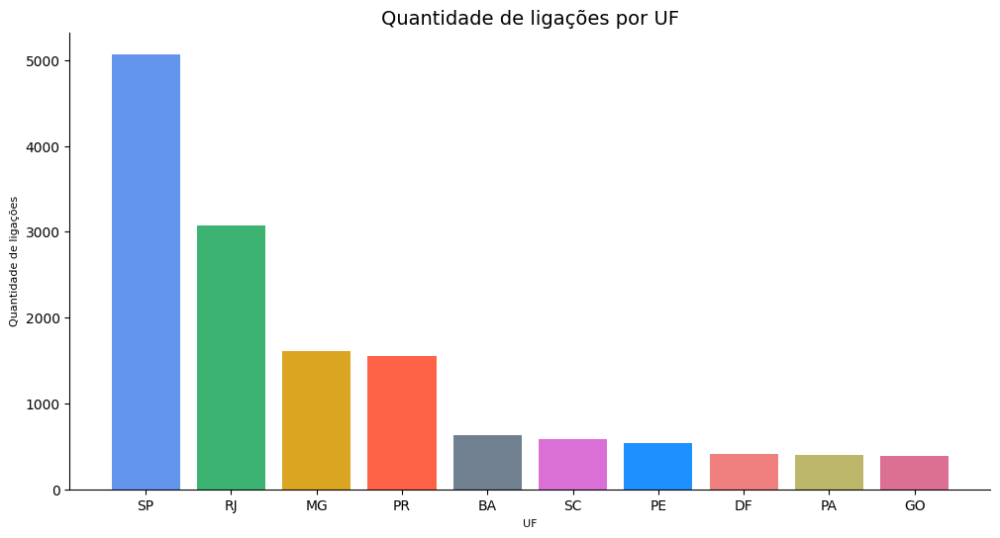 Quantidade de ligações por UF
Quantidade de ligações
5000
4000
3000
2000
1000
0
SP RJ MG PR BA SC PE DF PA GO
UF